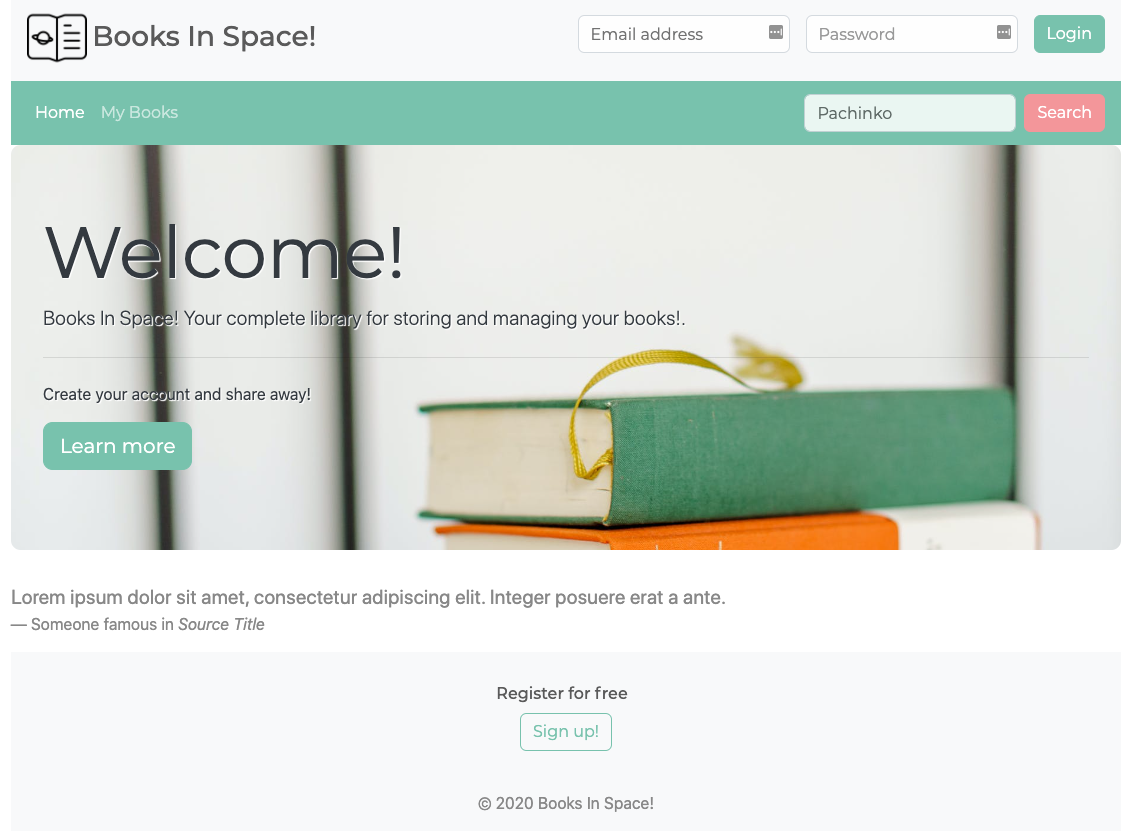 Books In Space!
Email address
Password
Login
Home
My Books
Pachinko
Search
Welcome!
Books In Space! Your complete library for storing and managing your books!.
Create your account and share away!
Learn more
Lorem ipsum dolor sit amet, consectetur adipiscing elit. Integer posuere erat a ante.
— Someone famous in Source Title
Register for free
Sign up!
© 2020 Books In Space!